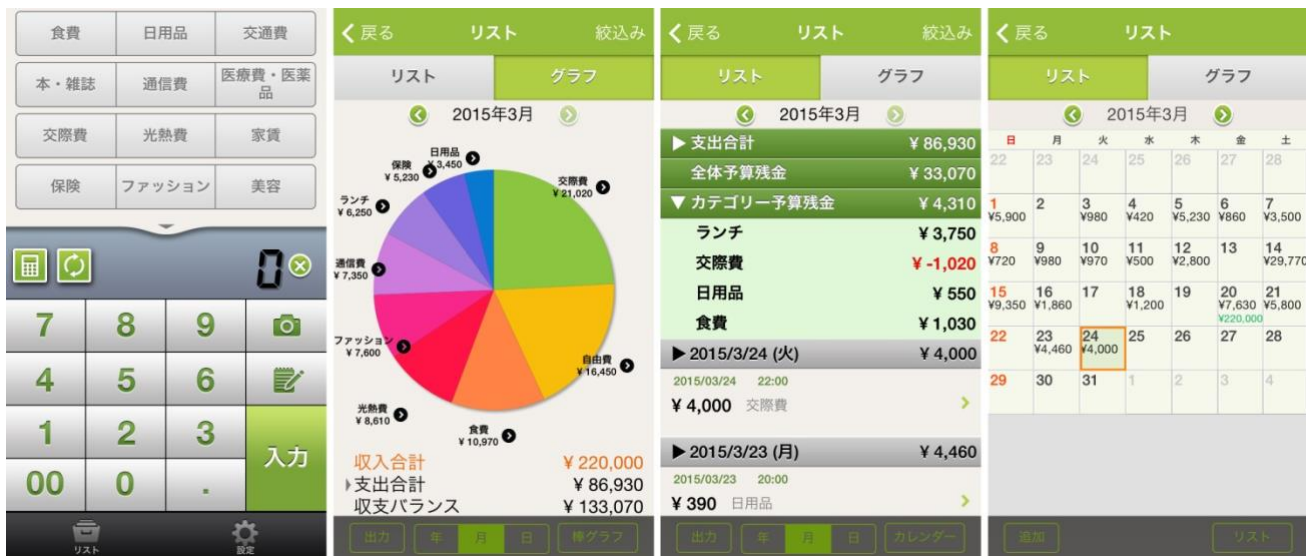 食費
日用品
交通費
本・雑誌
通信費
医療費・医薬
品
交際費
光熱費
家賃
保険
ファッション
美容
0
7
8
9
4
5
6
1
2
3
入力
00
0
.
リスト
設定
戻る
リスト
絞込み
リスト
グラフ
2015年3月
日用品
¥3,450
保険
¥5,230
交際費
¥21,020
ランチ
¥6,250
通信費
¥7,350
ファッション
¥7,600
自由費
¥16,450
光熱費
¥8,610
食費
¥10,970
収入合計 ¥220,000
支出合計 ¥86,930
収支バランス ¥133,070
出力
年
月
日
棒グラフ
戻る
リスト
絞込み
リスト
グラフ
2015年3月
▶支出合計 ¥86,930
全体予算残金 ¥33,070
▼カテゴリー予算残金 ¥4,310
ランチ ¥3,750
交際費 ¥-1,020
日用品 ¥550
食費 ¥1,030
▶2015/3/24 (火) ¥4,000
2015/03/24 22:00
¥4,000 交際費
▶2015/3/23 (月) ¥4,460
2015/03/23 20:00
¥390 日用品
出力
年
月
日
カレンダー
戻る
リスト
リスト
グラフ
2015年3月
日 月 火 水 木 金 土
22 23 24 25 26 27 28
1 2 3 4 5 6 7
¥5,900 ¥980 ¥420 ¥5,230 ¥860 ¥3,500
8 9 10 11 12 13 14
¥720 ¥980 ¥970 ¥500 ¥2,800 ¥29,770
15 16 17 18 19 20 21
¥9,350 ¥1,860 ¥1,200 ¥7,630 ¥5,800
¥220,000
22 23 24 25 26 27 28
¥4,460 ¥4,000
29 30 31 1 2 3 4
追加
リスト